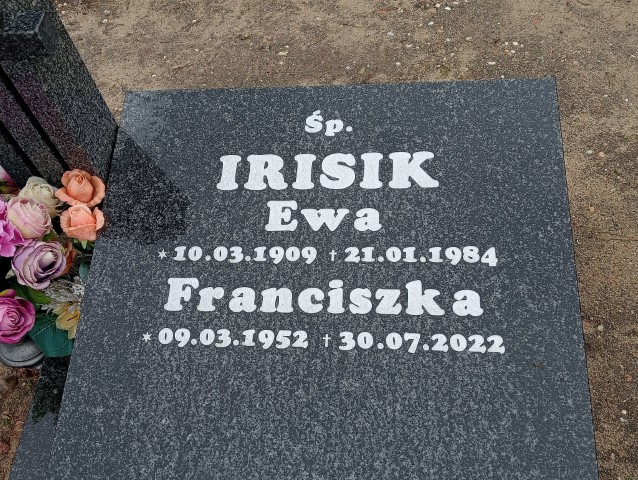 Śp.
IRISIK
Ewa
* 10.03.1909 † 21.01.1984
Franciszka
* 09.03.1952 † 30.07.2022